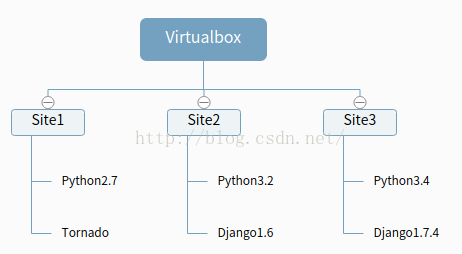 Virtualbox
Site1 Site2 Site3
http://blog.csdn.net/
Python2.7 Python3.2 Python3.4
Tornado Django1.6 Django1.7.4